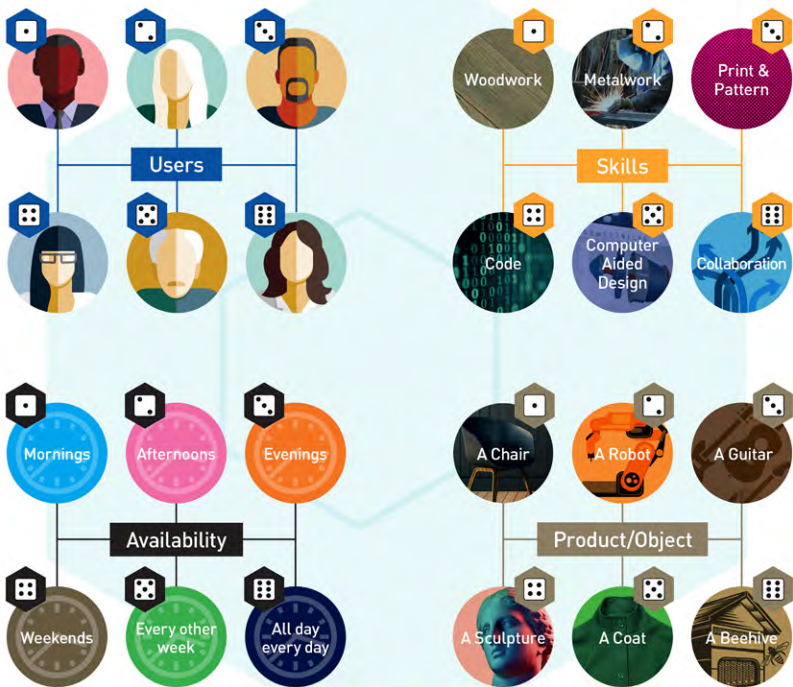 Users
Woodwork
Metalwork
Print &
Pattern
Skills
Code
Computer
Aided
Design
Collaboration
Mornings
Afternoons
Evenings
Availability
Weekends
Every other
week
All day
every day
A Chair
A Robot
A Guitar
Product/Object
A Sculpture
A Coat
A Beehive